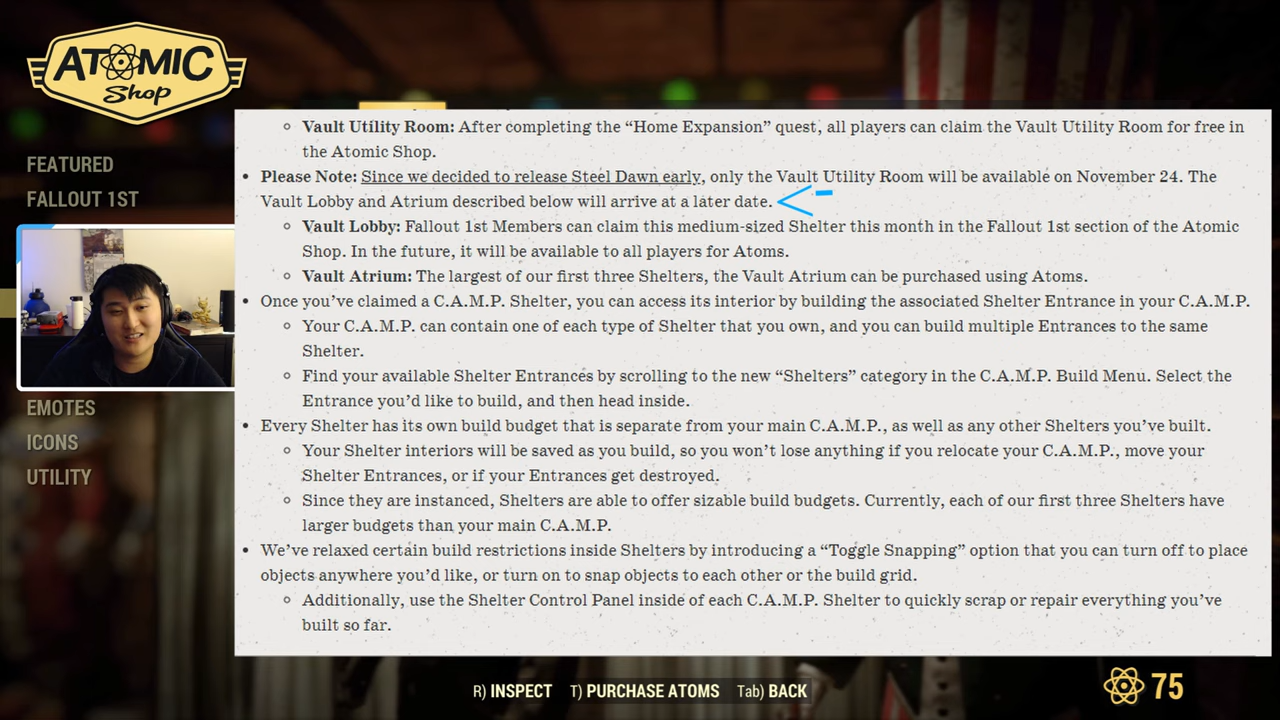 ATOMIC
Shop
FEATURED
FALLOUT 1ST
EMOTES
ICONS
UTILITY
Vault Utility Room: After completing the “Home Expansion” quest, all players can claim the Vault Utility Room for free in
the Atomic Shop.
Please Note: Since we decided to release Steel Dawn early, only the Vault Utility Room will be available on November 24. The
Vault Lobby and Atrium described below will arrive at a later date.
Vault Lobby: Fallout 1st Members can claim this medium-sized Shelter this month in the Fallout 1st section of the Atomic
Shop. In the future, it will be available to all players for Atoms.
Vault Atrium: The largest of our first three Shelters, the Vault Atrium can be purchased using Atoms.
Once you’ve claimed a C.A.M.P. Shelter, you can access its interior by building the associated Shelter Entrance in your C.A.M.P.
Your C.A.M.P. can contain one of each type of Shelter that you own, and you can build multiple Entrances to the same
Shelter.
Find your available Shelter Entrances by scrolling to the new “Shelters” category in the C.A.M.P. Build Menu. Select the
Entrance you’d like to build, and then head inside.
Every Shelter has its own build budget that is separate from your main C.A.M.P., as well as any other Shelters you’ve built.
Your Shelter interiors will be saved as you build, so you won’t lose anything if you relocate your C.A.M.P., move your
Shelter Entrances, or if your Entrances get destroyed.
Since they are instanced, Shelters are able to offer sizable build budgets. Currently, each of our first three Shelters have
larger budgets than your main C.A.M.P.
We’ve relaxed certain build restrictions inside Shelters by introducing a “Toggle Snapping” option that you can turn off to place
objects anywhere you’d like, or turn on to snap objects to each other or the build grid.
Additionally, use the Shelter Control Panel inside of each C.A.M.P. Shelter to quickly scrap or repair everything you’ve
built so far.
R) INSPECT T) PURCHASE ATOMS Tab) BACK
75